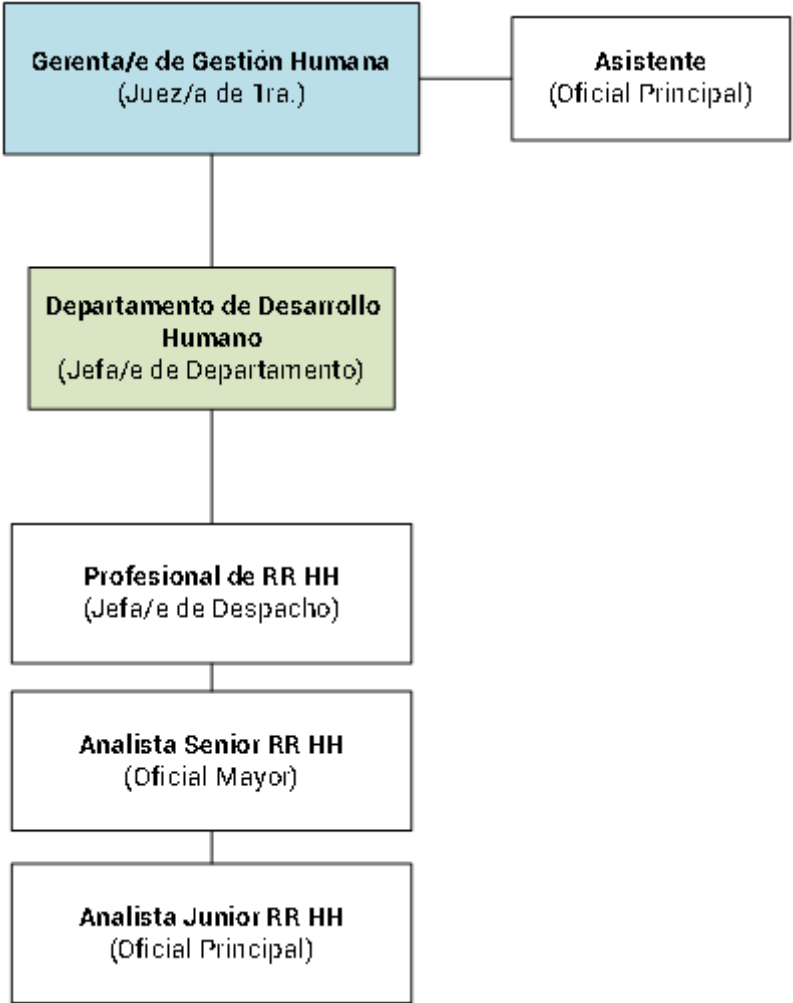 Gerenta/e de Gestión Humana
(Juez/a de 1ra.)
Asistente
(Oficial Principal)
Departamento de Desarrollo
Humano
(Jefa/e de Departamento)
Profesional de RR HH
(Jefa/e de Despacho)
Analista Senior RR HH
(Oficial Mayor)
Analista Junior RR HH
(Oficial Principal)